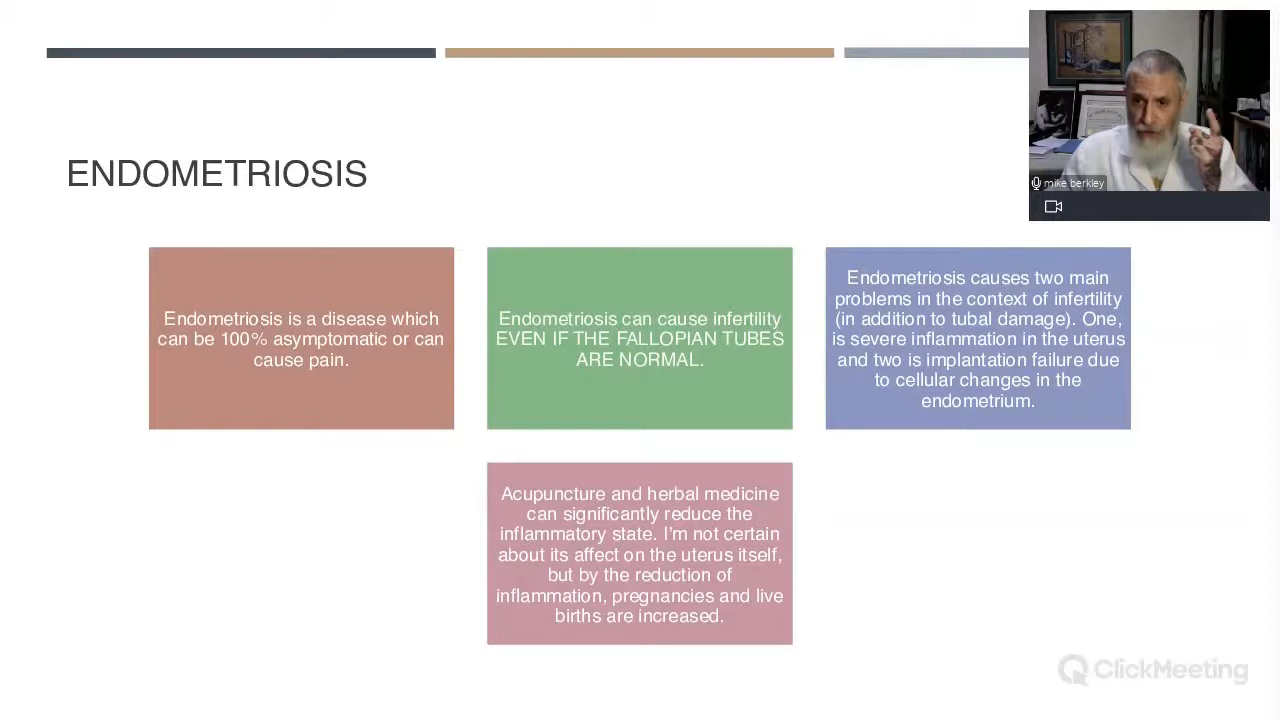 mike berkley
ENDOMETRIOSIS
Endometriosis is a disease which
can be 100% asymptomatic or can
cause pain.
Endometriosis can cause infertility
EVEN IF THE FALLOPIAN TUBES
ARE NORMAL.
Endometriosis causes two main
problems in the context of infertility
(in addition to tubal damage). One,
is severe inflammation in the uterus
and two is implantation failure due
to cellular changes in the
endometrium.
Acupuncture and herbal medicine
can significantly reduce the
inflammatory state. I'm not certain
about its affect on the uterus itself,
but by the reduction of
inflammation, pregnancies and live
births are increased.
ClickMeeting